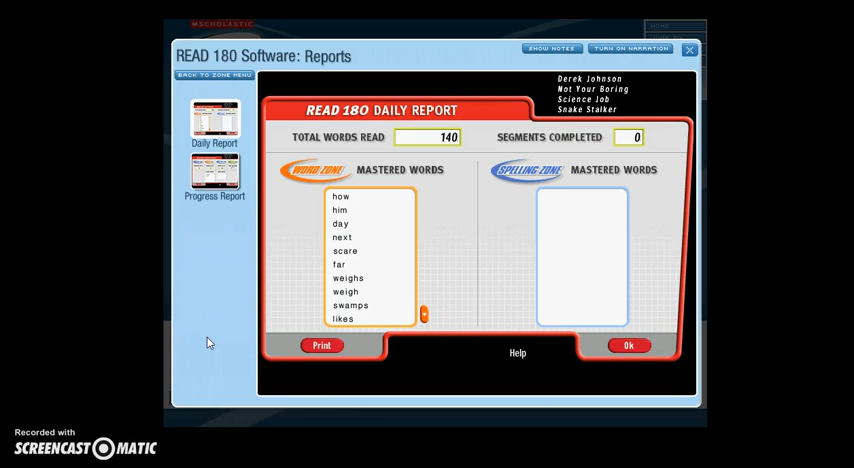 SCHOLASTIC
HOME
READ 180 Software: Reports
SHOW NOTES
TURN ON NARRATION
BACK TO ZONE MENU
Derek Johnson
Not Your Boring
Science Job
Snake Stalker
READ 180 DAILY REPORT
TOTAL WORDS READ 140
SEGMENTS COMPLETED 0
Daily Report
Progress Report
WORD ZONE MASTERED WORDS
how
him
day
next
scare
far
weighs
weigh
swamps
likes
SPELLING ZONE MASTERED WORDS
Print
Help
Ok
Recorded with
SCREENCAST O MATIC